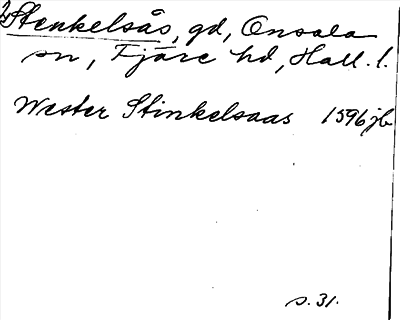 Stenkelsås, gd, Onsala
sn, Fjäre hd, Hall. l.
Wester Stinkelsaas 1596 jb
s. 31.